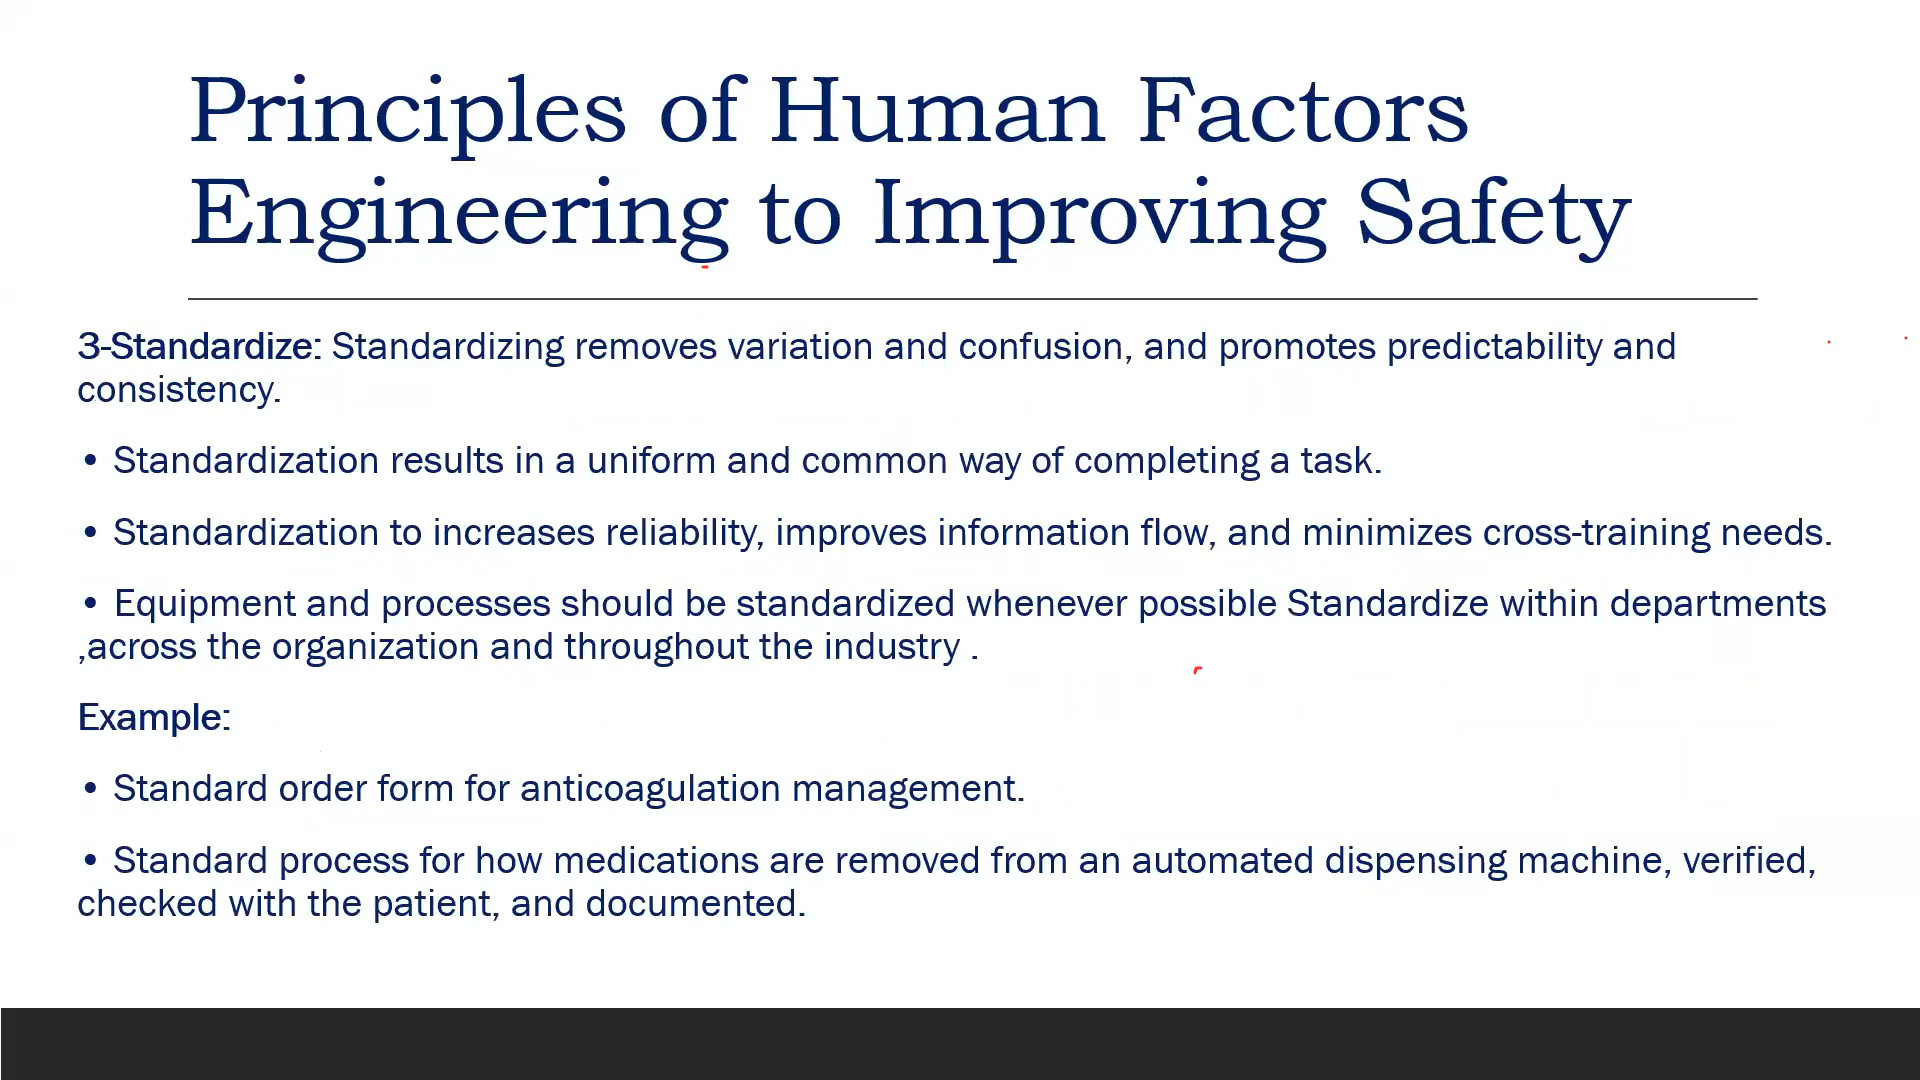 Principles of Human Factors
Engineering to Improving Safety
3-Standardize: Standardizing removes variation and confusion, and promotes predictability and
consistency.
• Standardization results in a uniform and common way of completing a task.
• Standardization to increases reliability, improves information flow, and minimizes cross-training needs.
• Equipment and processes should be standardized whenever possible Standardize within departments
,across the organization and throughout the industry .
Example:
• Standard order form for anticoagulation management.
• Standard process for how medications are removed from an automated dispensing machine, verified,
checked with the patient, and documented.